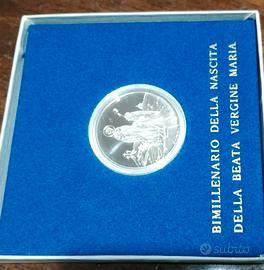 BIMILLENARIO DELLA NASCITA
DELLA BEATA VERGINE MARIA
subito